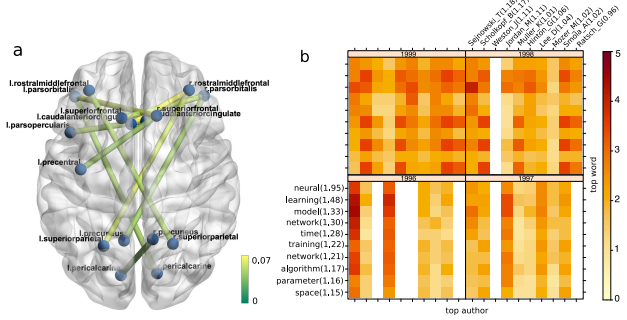 a
l.rostralmiddlefrontal
r.rostralmiddlefrontal
l.parsorbitalis
r.parsorbitalis
l.superiorfrontal
r.superiorfrontal
l.caudalanteriorcingu
udalanteriorcingulate
l.parsopercularis
l.precentral
l.precuneus
r.precuneus
l.superiorparietal
r.superiorparietal
l.pericalcarine
r.pericalcarine
0.07
0
b
Sejnowski_T(1.18)
Scholkopf_B(1.17)
Weston_J(1.11)
Jordan_M(1.11)
Muller_K(1.01)
Hinton_G(1.06)
Lee_D(1.04)
Mozer_M(1.02)
Smola_A(1.02)
Ratsch_G(0.96)
1999
1998
1996
1997
neural(1,95)
learning(1,48)
model(1,33)
network(1,30)
time(1,28)
training(1,22)
network(1,21)
algorithm(1,17)
parameter(1,16)
space(1,15)
top author
top word
5
4
3
2
1
0